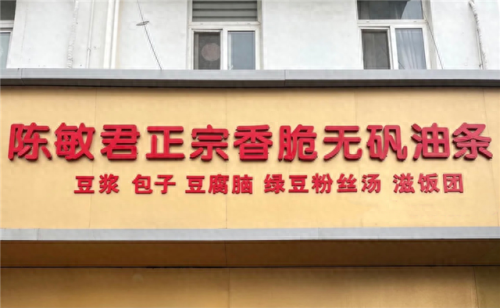 陈敏君正宗香脆无矾油条
豆浆 包子 豆腐脑 绿豆粉丝汤 滋饭团